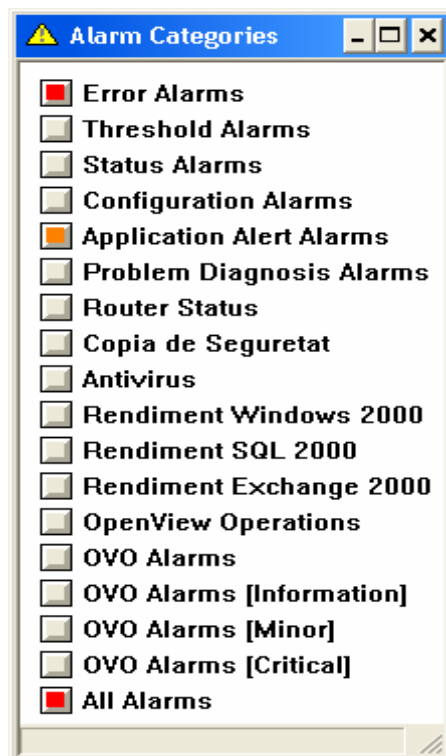 Alarm Categories
Error Alarms
Threshold Alarms
Status Alarms
Configuration Alarms
Application Alert Alarms
Problem Diagnosis Alarms
Router Status
Copia de Seguretat
Antivirus
Rendiment Windows 2000
Rendiment SQL 2000
Rendiment Exchange 2000
OpenView Operations
OVO Alarms
OVO Alarms [Information]
OVO Alarms [Minor]
OVO Alarms [Critical]
All Alarms